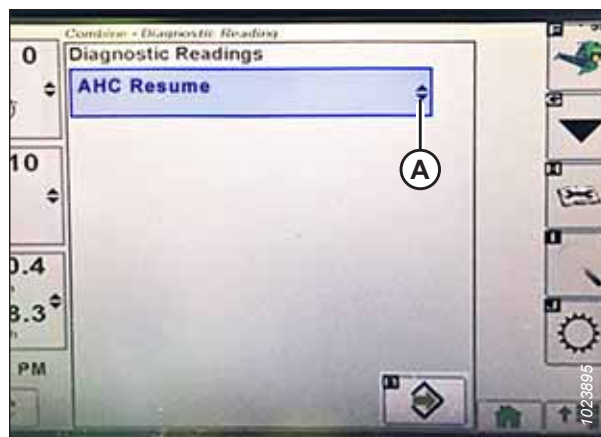 Combine - Diagnostic Reading
Diagnostic Readings
0
AHC Resume
A
10
0.4
8.3
PM
1023895